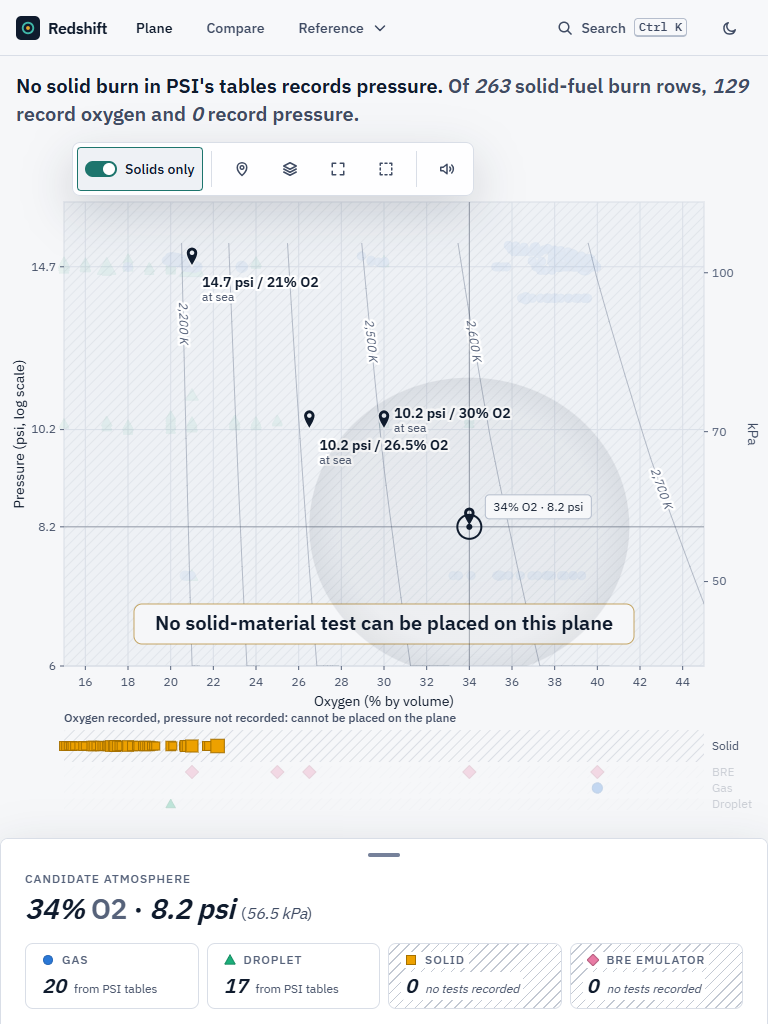 Redshift Plane Compare Reference Search Ctrl K
No solid burn in PSI's tables records pressure. Of 263 solid-fuel burn rows, 129
record oxygen and 0 record pressure.
Solids only
14.7
14.7 psi / 21% O2
at sea
100
2,200 K
2,500 K
2,600 K
10.2 psi / 30% O2
at sea
10.2
70
kPa
10.2 psi / 26.5% O2
at sea
Pressure (psi, log scale)
2,700 K
34% O2 · 8.2 psi
8.2
50
No solid-material test can be placed on this plane
6
16 18 20 22 24 26 28 30 32 34 36 38 40 42 44
Oxygen (% by volume)
Oxygen recorded, pressure not recorded: cannot be placed on the plane
Solid
BRE
Gas
Droplet
CANDIDATE ATMOSPHERE
34% O2 · 8.2 psi (56.5 kPa)
GAS
20 from PSI tables
DROPLET
17 from PSI tables
SOLID
0 no tests recorded
BRE EMULATOR
0 no tests recorded